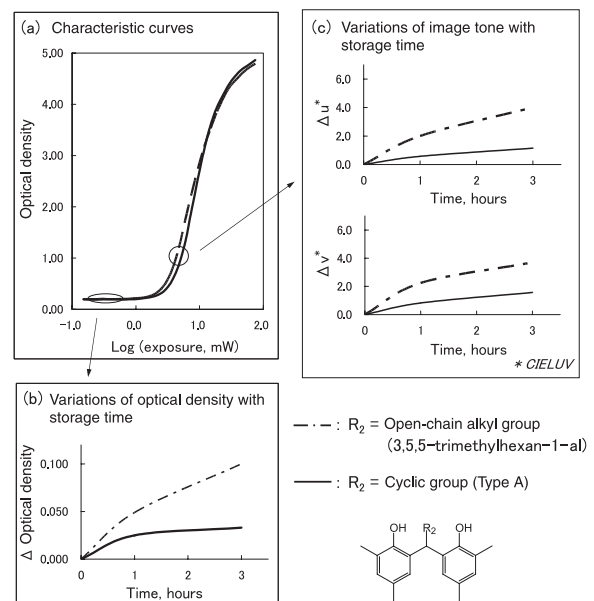 (a) Characteristic curves
5.00
4.00
3.00
2.00
1.00
0.00
-1.0
0.0
1.0
2.0
Optical density
Log (exposure, mW)
(c) Variations of image tone with
storage time
6.0
4.0
2.0
0.0
0
1
2
3
Δu*
Time, hours
6.0
4.0
2.0
0.0
0
1
2
3
Δv*
Time, hours
* CIELUV
(b) Variations of optical density with
storage time
0.100
0.050
0.000
0
1
2
3
Δ Optical density
Time, hours
: R2 = Open-chain alkyl group
(3,5,5-trimethylhexan-1-al)
: R2 = Cyclic group (Type A)
OH
R2
OH